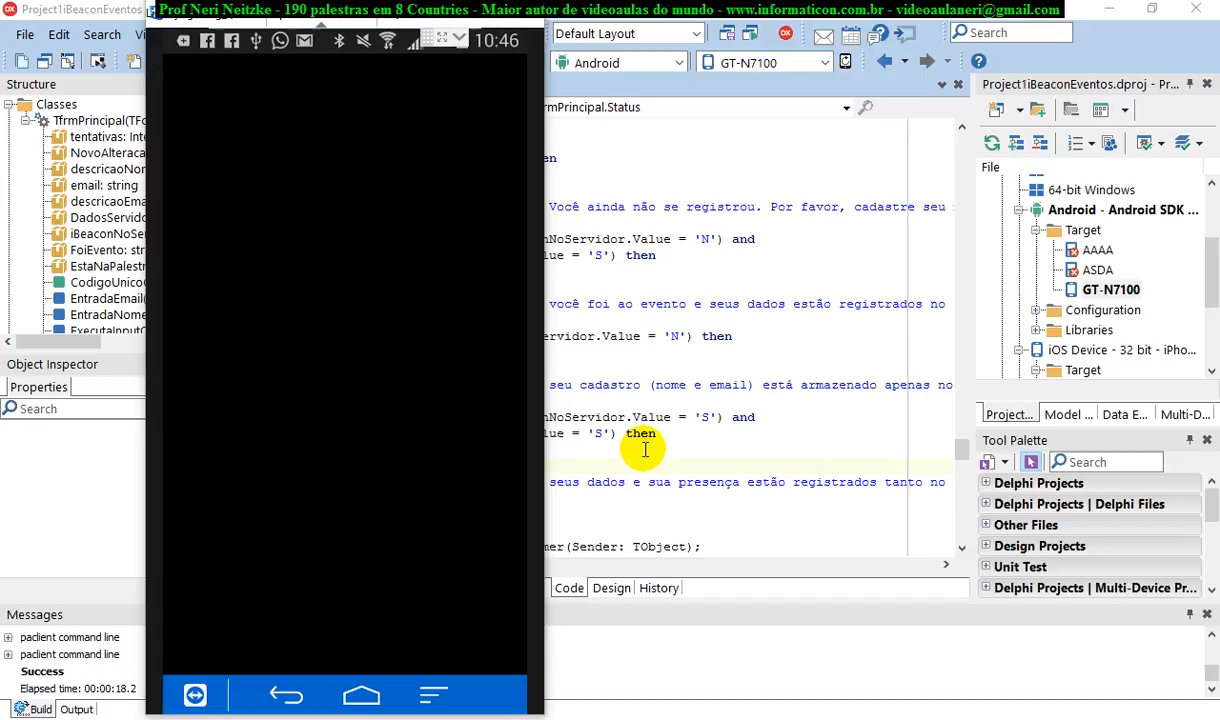 Project1iBeaconEventos
Prof Neri Neitzke - 190 palestras em 8 Countries - Maior autor de videoaulas do mundo - www.informaticon.com.br - videoaulaneri@gmail.com
File Edit Search
Default Layout
Search
10:46
Android
GT-N7100
Structure
Classes
TfrmPrincipal(TFo
tentativas: Inte
NovoAlteraca
descricaoNor
email: string
descricaoEma
DadosServido
iBeaconNoSe
FoiEvento: str
EstaNaPalestr
CodigoUnicoC
EntradaEmail(
EntradaNome
ExecutaInputC
Object Inspector
Properties
Search
frmPrincipal.Status
en
Você ainda não se registrou. Por favor, cadastre seu
nNoServidor.Value = 'N') and
lue = 'S') then
você foi ao evento e seus dados estão registrados no
ervidor.Value = 'N') then
seu cadastro (nome e email) está armazenado apenas no
nNoServidor.Value = 'S') and
lue = 'S') then
seus dados e sua presença estão registrados tanto no
mer(Sender: TObject);
Code Design History
Project1iBeaconEventos.dproj - Pr...
File
64-bit Windows
Android - Android SDK ...
Target
AAAA
ASDA
GT-N7100
Configuration
Libraries
iOS Device - 32 bit - iPho...
Target
Project... Model ... Data E... Multi-D...
Tool Palette
Search
Delphi Projects
Delphi Projects | Delphi Files
Other Files
Design Projects
Unit Test
Delphi Projects | Multi-Device Pr...
Messages
paclient command line
paclient command line
Success
Elapsed time: 00:00:18.2
Build Output